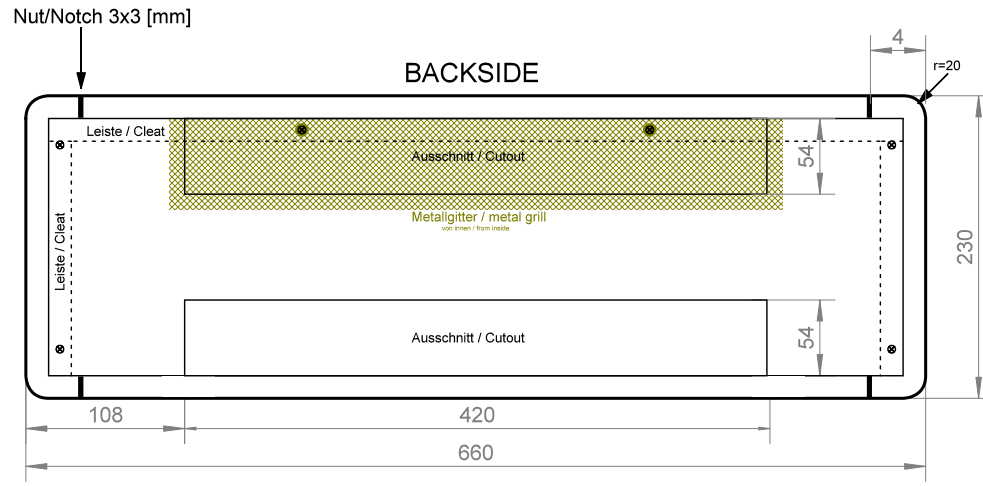 Nut/Notch 3x3 [mm]
4
r=20
BACKSIDE
Leiste / Cleat
Ausschnitt / Cutout
54
Leiste / Cleat
Metallgitter / metal grill
von innen / from inside
230
Ausschnitt / Cutout
54
108
420
660